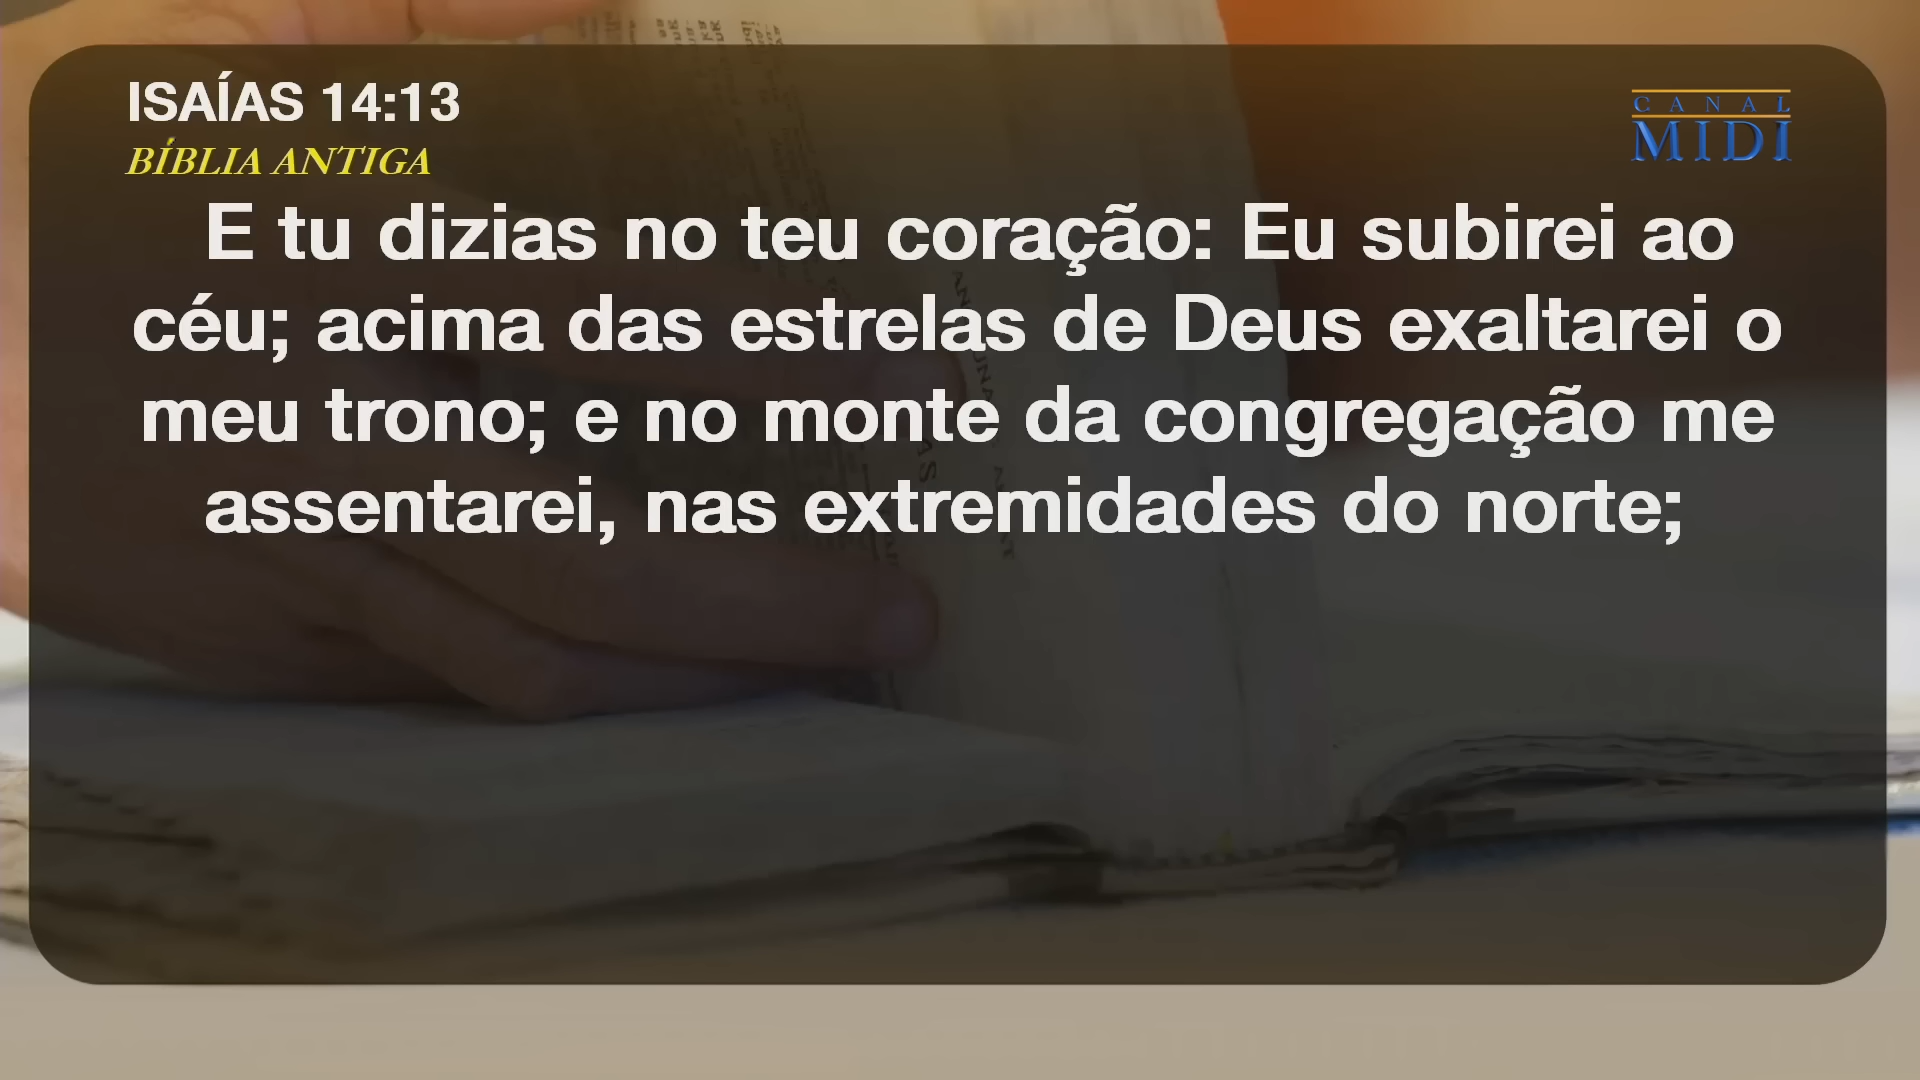 ISAÍAS 14:13
BÍBLIA ANTIGA
CANAL
MIDI
E tu dizias no teu coração: Eu subirei ao
céu; acima das estrelas de Deus exaltarei o
meu trono; e no monte da congregação me
assentarei, nas extremidades do norte;